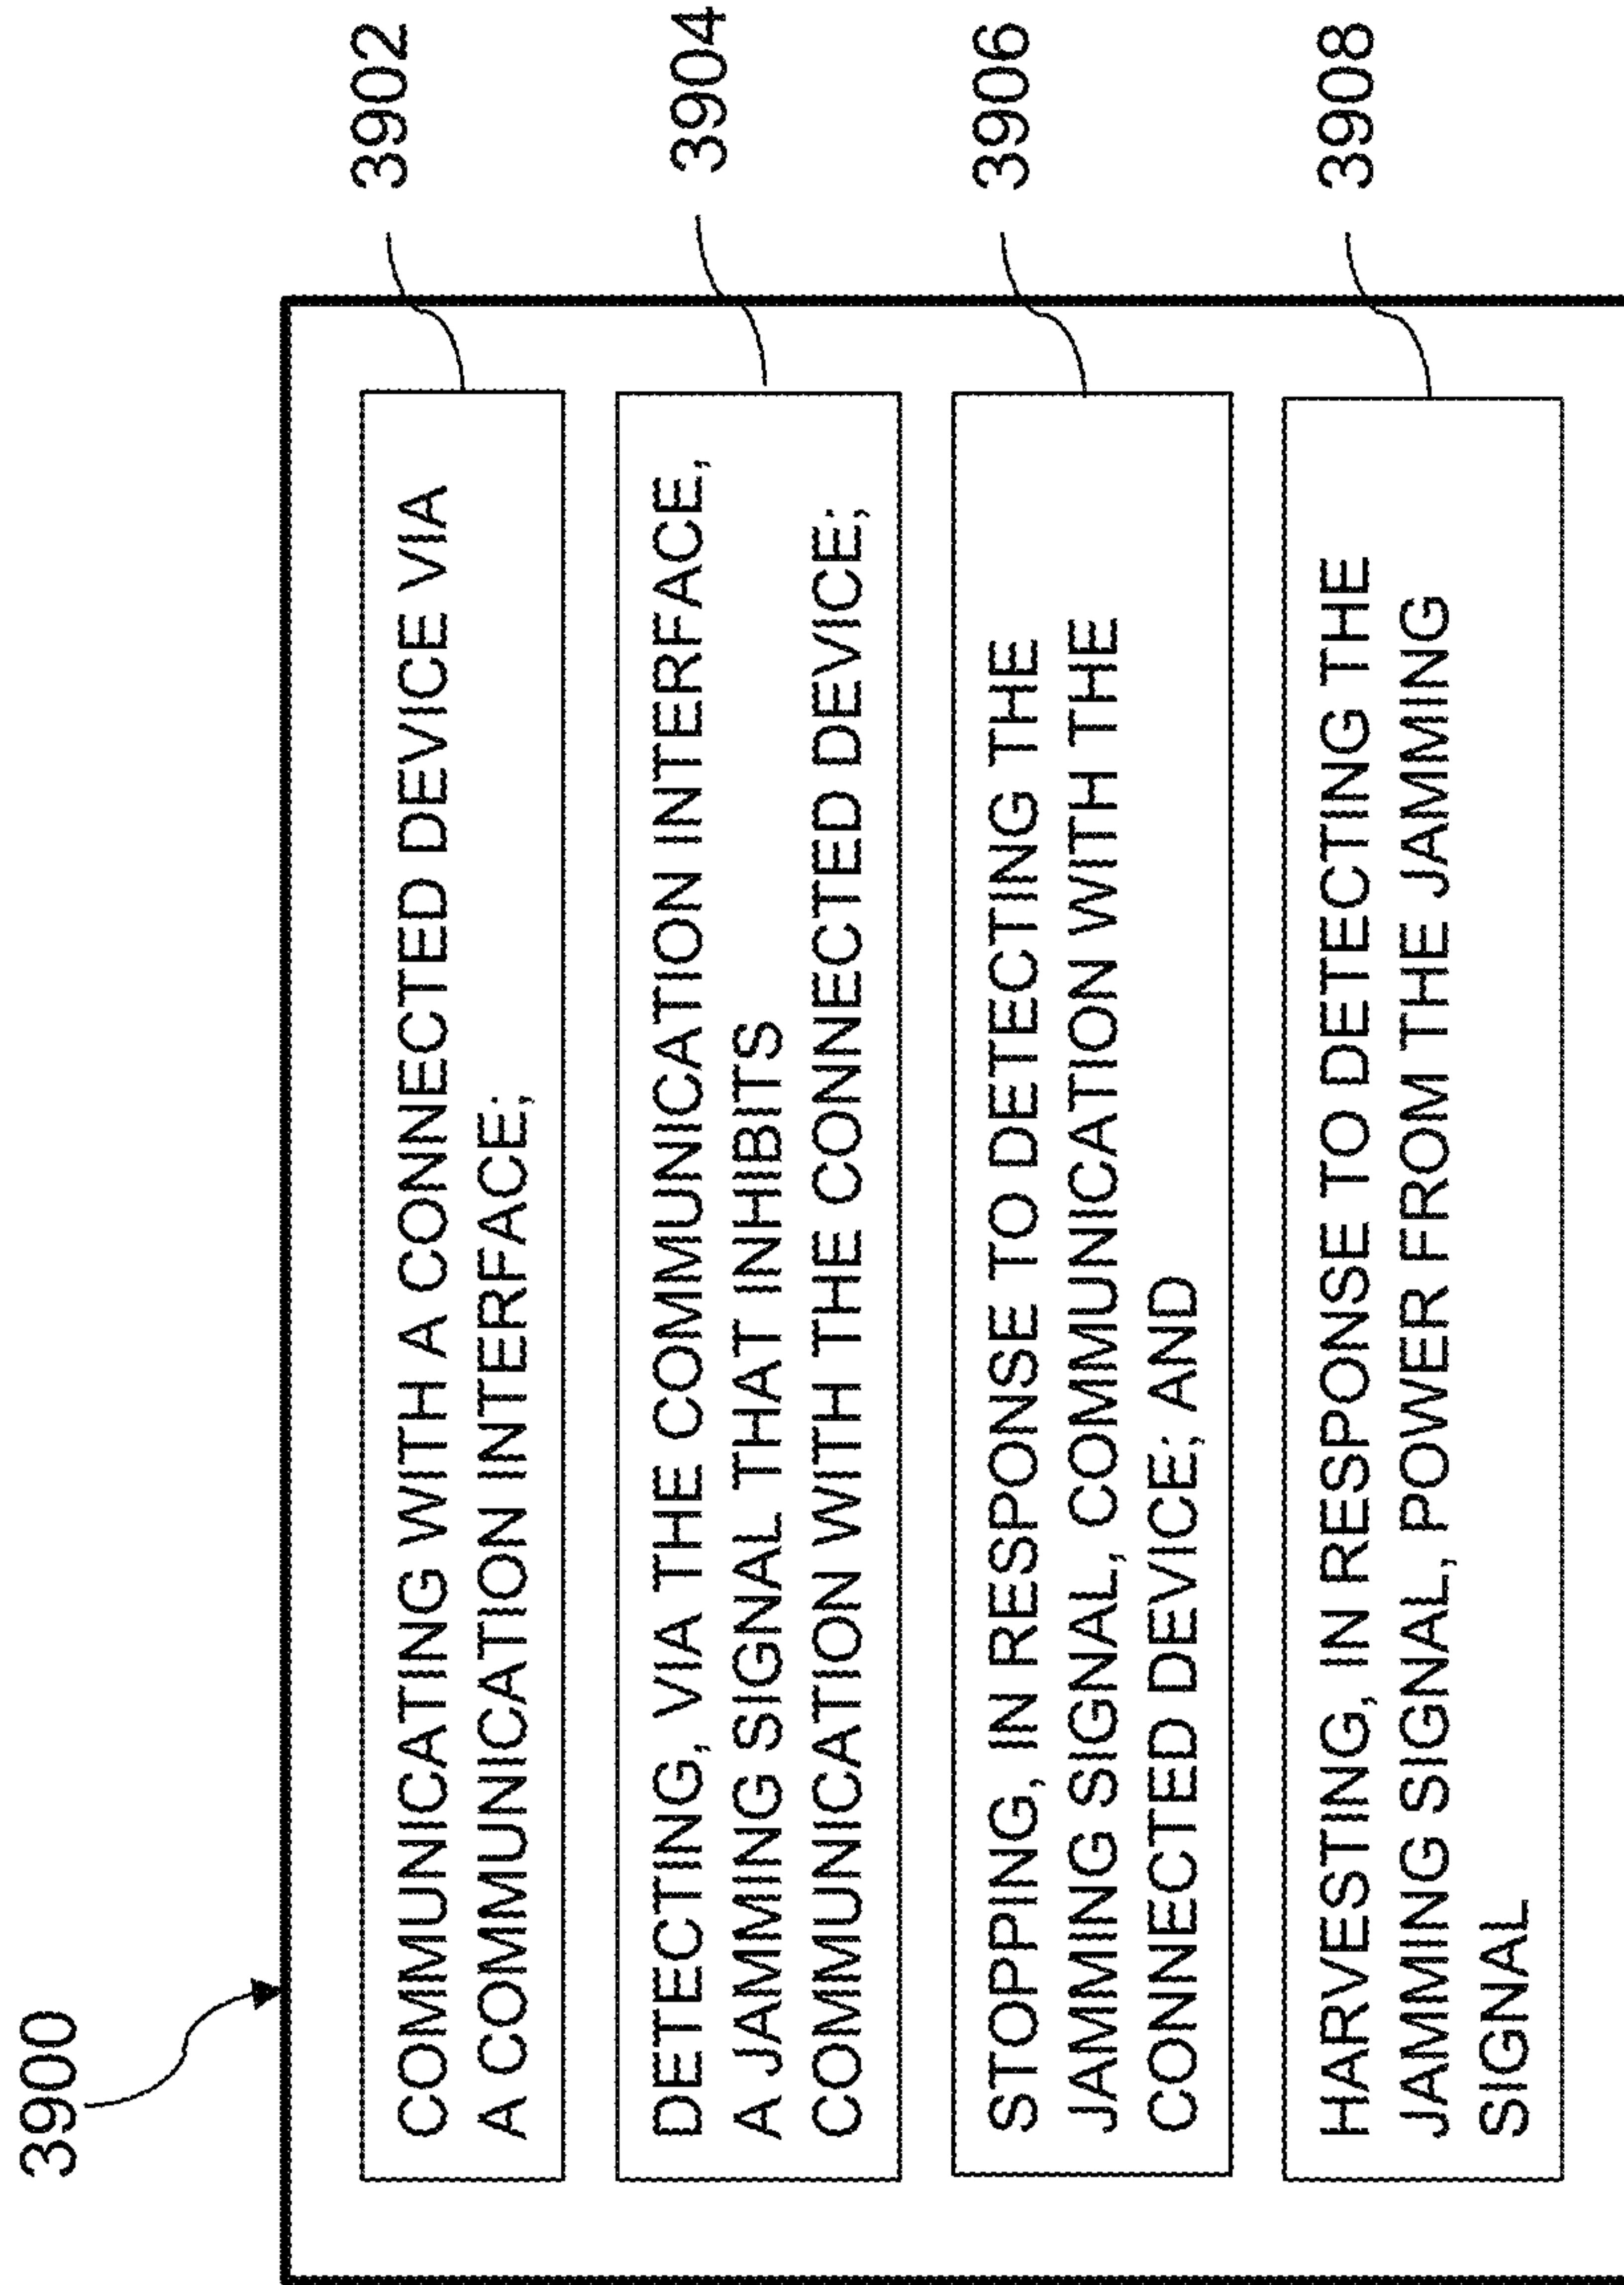 3900
COMMUNICATING WITH A CONNECTED DEVICE VIA
A COMMUNICATION INTERFACE;
3902
DETECTING, VIA THE COMMUNICATION INTERFACE,
A JAMMING SIGNAL THAT INHIBITS
COMMUNICATION WITH THE CONNECTED DEVICE;
3904
STOPPING, IN RESPONSE TO DETECTING THE
JAMMING SIGNAL, COMMUNICATION WITH THE
CONNECTED DEVICE; AND
3906
HARVESTING, IN RESPONSE TO DETECTING THE
JAMMING SIGNAL, POWER FROM THE JAMMING
SIGNAL
3908